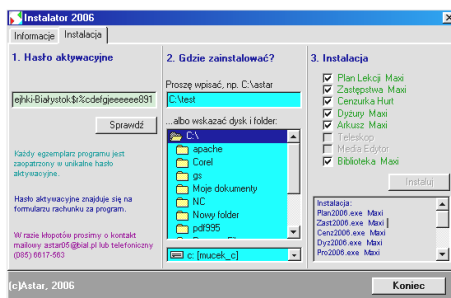 Instalator 2006
Informacje Instalacja
1. Hasło aktywacyjne
ejhki-Białystok$r%cdefgjeeeeee891
Sprawdź
Każdy egzemplarz programu jest
zaopatrzony w unikalne hasło
aktywacyjne.
Hasło aktywacyjne znajduje się na
formularzu rachunku za program.
W razie kłopotów prosimy o kontakt
mailowy astar05@bial.pl lub telefoniczny
(085) 6617-563
2. Gdzie zainstalować?
Proszę wpisać, np. C:\astar
C:\test
...albo wskazać dysk i folder:
C:\
apache
Corel
gs
Moje dokumenty
NC
Nowy folder
pdf995
c: [mucek_c]
3. Instalacja
Plan Lekcji Maxi
Zastępstwa Maxi
Cenzurka Hurt
Dyżury Maxi
Arkusz Maxi
Teleskop
Media Edytor
Biblioteka Maxi
Instaluj
Instalacja:
Plan2006.exe Maxi
Zast2006.exe Maxi
Cenz2006.exe Maxi
Dyz2006.exe Maxi
Pro2006.exe Maxi
(c)Astar, 2006
Koniec